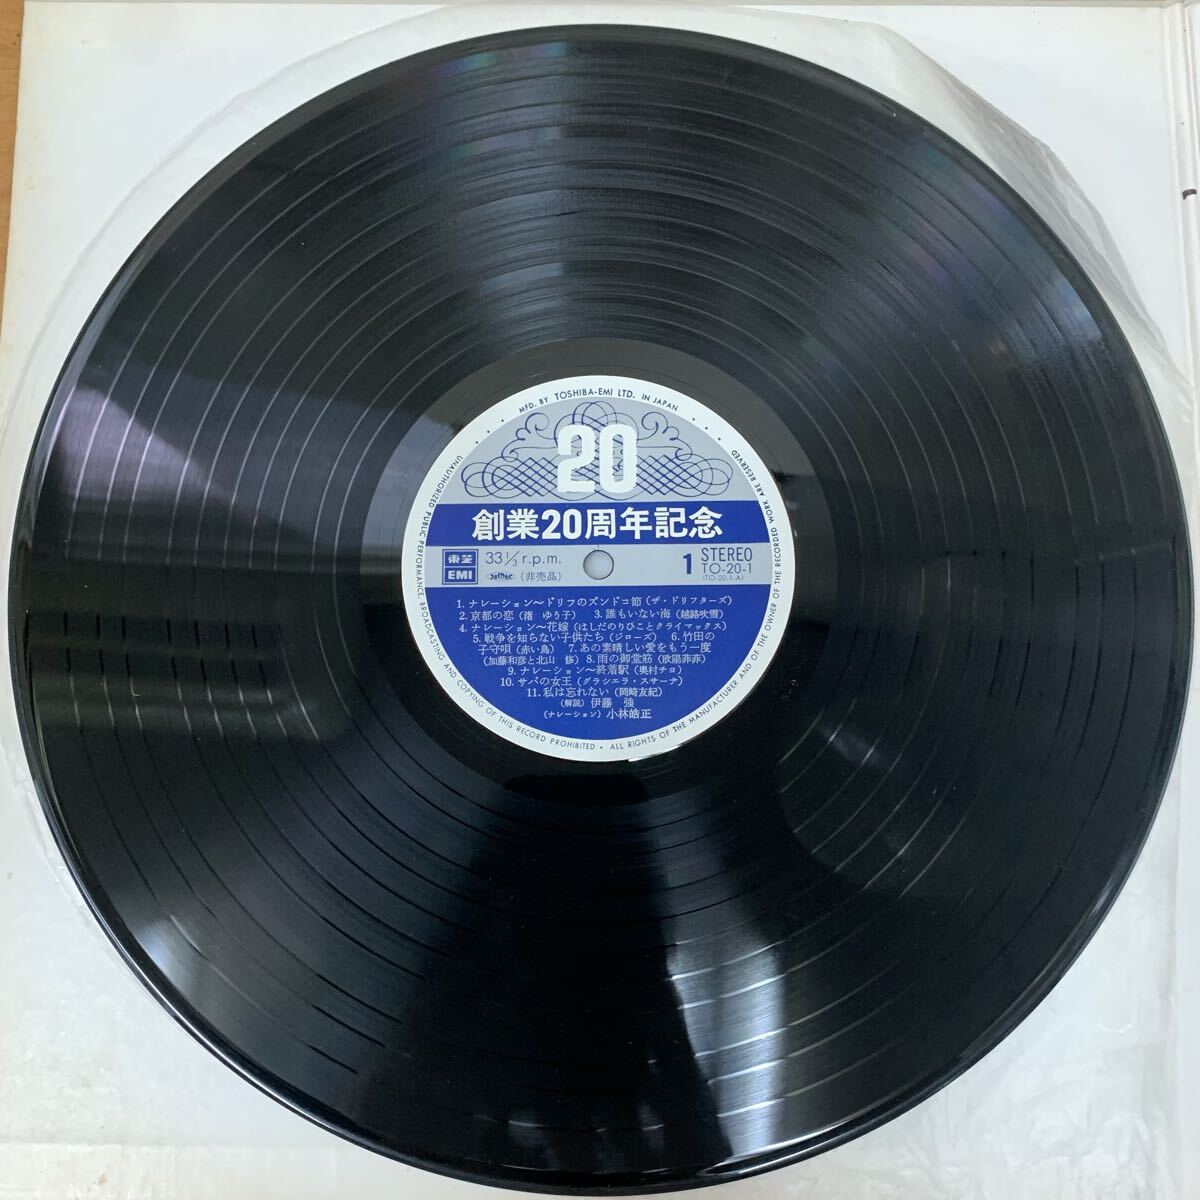 MFD. BY TOSHIBA-EMI LTD. IN JAPAN
20
創業20周年記念
東芝 EMI 33⅓ r.p.m. 1 STEREO
JASRAC (非売品) TO-20-1
(TO-20-1-A)
1. ナレーション〜ドリフのズンドコ節(ザ・ドリフターズ)
2. 京都の恋(渚 ゆう子) 3. 誰もいない海(越路吹雪)
4. ナレーション〜花嫁(はしだのりひことクライマックス)
5. 戦争を知らない子供たち(ジローズ) 6. 竹田の
子守唄(赤い鳥) 7. あの素晴しい愛をもう一度
(加藤和彦と北山 修) 8. 雨の御堂筋(欧陽菲菲)
9. ナレーション〜終着駅(奥村チヨ)
10. サバの女王(グラシエラ・スサーナ)
11. 私は忘れない(岡崎友紀)
(解説) 伊藤 強
(ナレーション) 小林皓正
UNAUTHORIZED PUBLIC PERFORMANCE, BROADCASTING AND COPYING OF THIS RECORD PROHIBITED • ALL RIGHTS OF THE MANUFACTURER AND OF THE OWNER OF THE RECORDED WORK ARE RESERVED